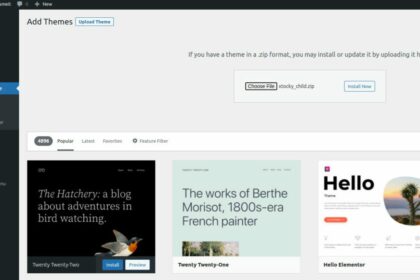 New
Add Themes Upload Theme
If you have a theme in a .zip format, you may install or update it by uploading it h
Choose File stocky_child.zip Install Now
4896 Popular Latest Favorites Feature Filter
The Hatchery: a blog
about adventures in
bird watching.
Twenty Twenty-Two Install Preview
The works of Berthe
Morisot, 1800s-era
French painter
Twenty Twenty-One
Hello
Theme
Hello Elementor